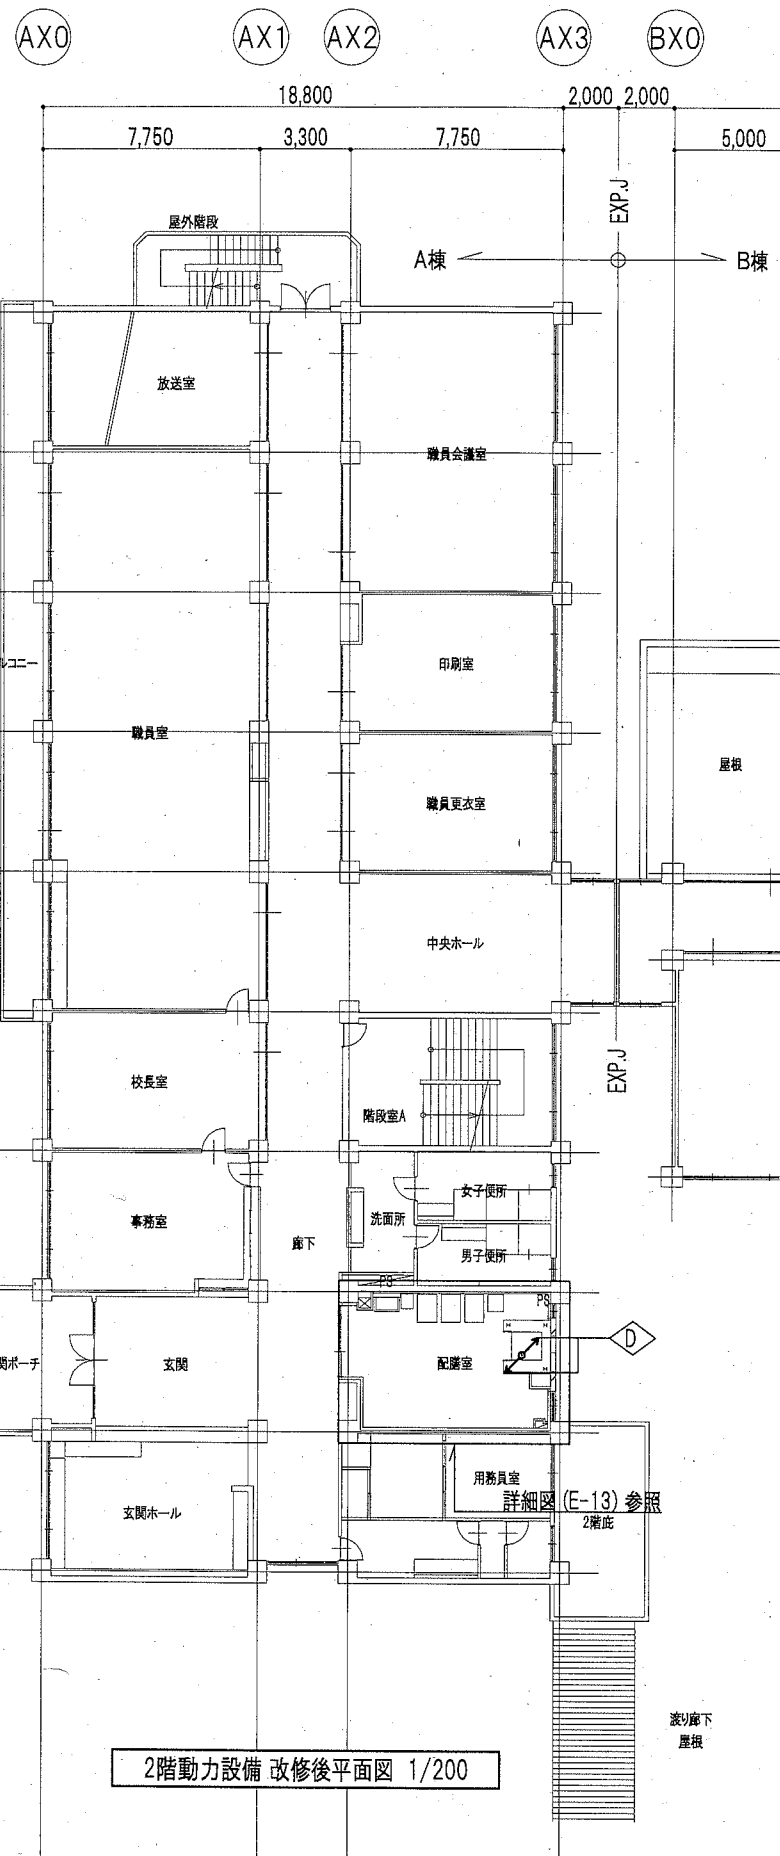 AX0 AX1 AX2 AX3 BX0
18,800 2,000 2,000
7,750 3,300 7,750 5,000
EXP.J
屋外階段
A棟 B棟
放送室
職員会議室
印刷室
ルコニー
職員室
屋根
職員更衣室
中央ホール
EXP.J
校長室
階段室A
女子便所
洗面所
事務室
廊下
男子便所
PS
PS
D
関ポーチ
玄関
配膳室
用務員室
詳細図 (E-13) 参照
玄関ホール
2階庇
渡り廊下
屋根
2階動力設備 改修後平面図 1/200